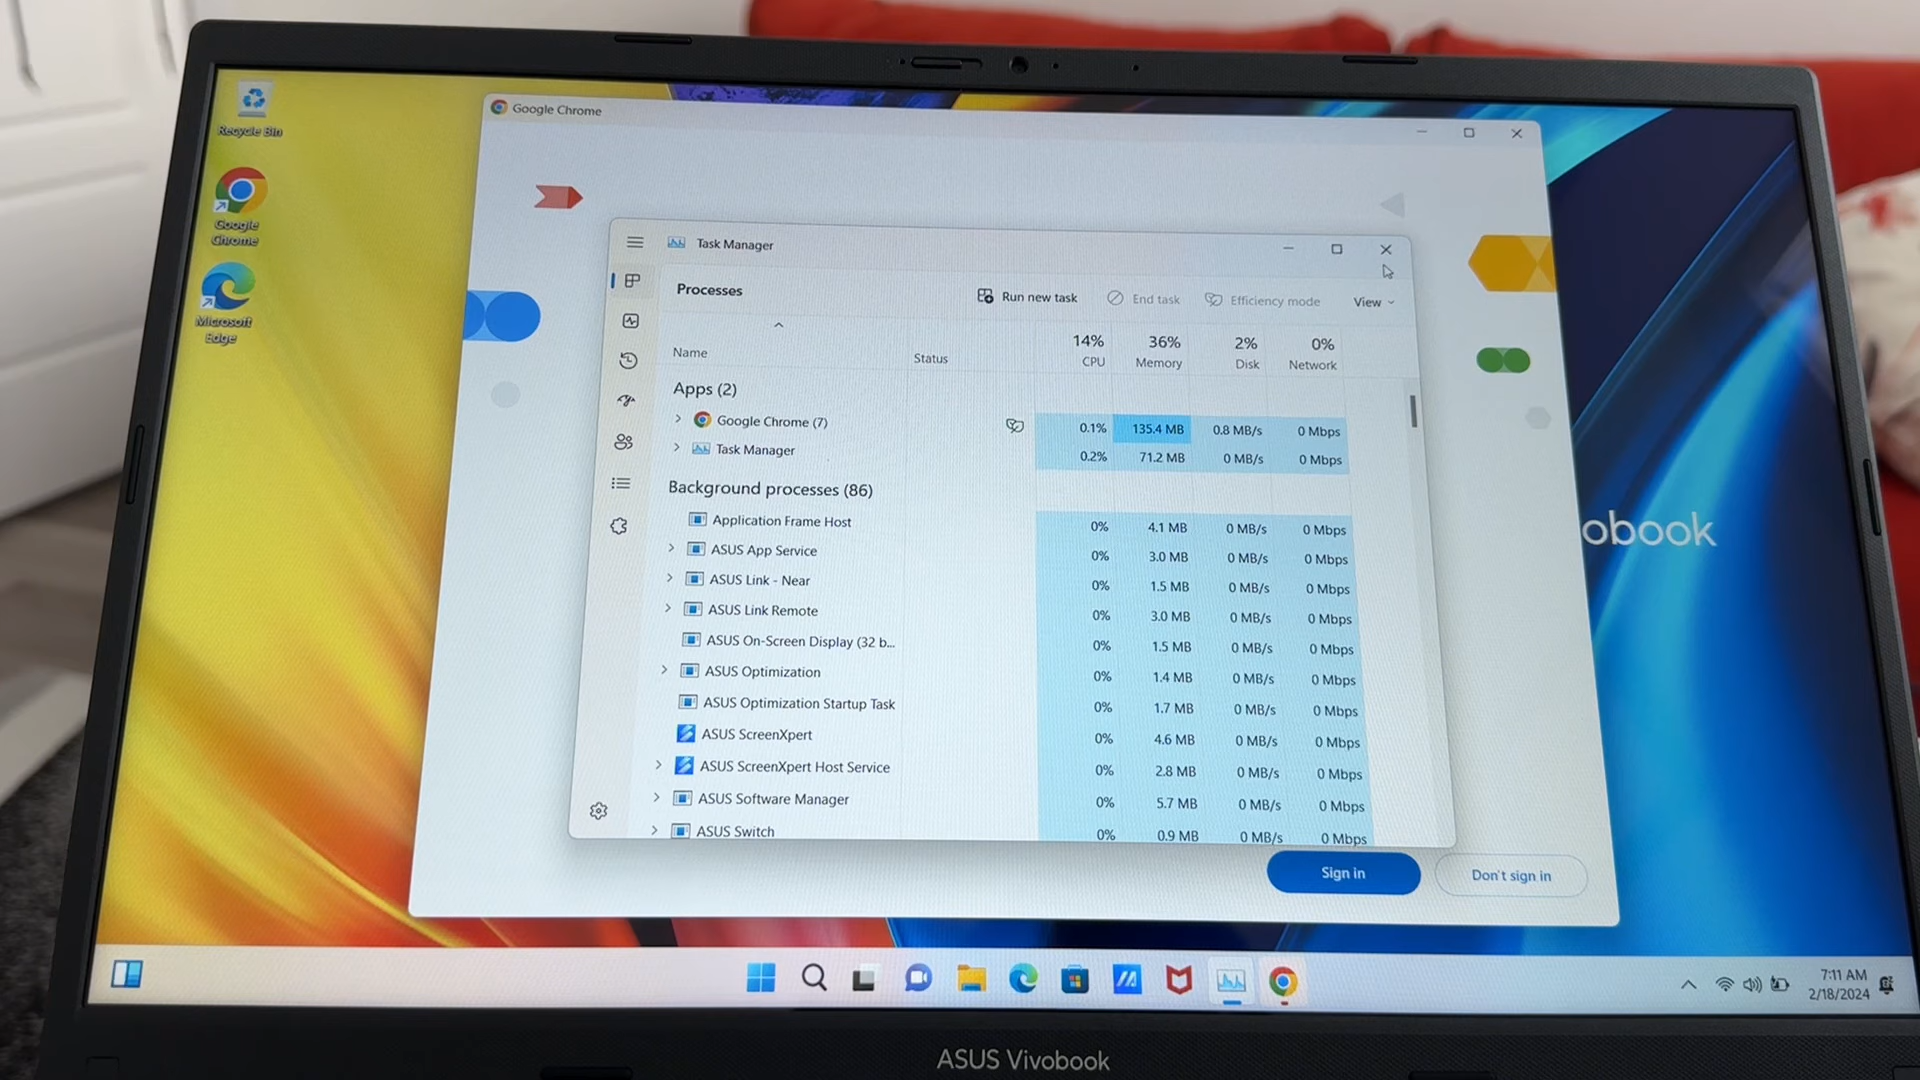 Recycle Bin
Google Chrome
Google
Chrome
Microsoft
Edge
Task Manager
Processes
Run new task
End task
Efficiency mode
View
14%
36%
2%
0%
Name
Status
CPU
Memory
Disk
Network
Apps (2)
Google Chrome (7)
0.1%
135.4 MB
0.8 MB/s
0 Mbps
Task Manager
0.2%
71.2 MB
0 MB/s
0 Mbps
Background processes (86)
Application Frame Host
0%
4.1 MB
0 MB/s
0 Mbps
ASUS App Service
0%
3.0 MB
0 MB/s
0 Mbps
ASUS Link - Near
0%
1.5 MB
0 MB/s
0 Mbps
ASUS Link Remote
0%
3.0 MB
0 MB/s
0 Mbps
ASUS On-Screen Display (32 b...
0%
1.5 MB
0 MB/s
0 Mbps
ASUS Optimization
0%
1.4 MB
0 MB/s
0 Mbps
ASUS Optimization Startup Task
0%
1.7 MB
0 MB/s
0 Mbps
ASUS ScreenXpert
0%
4.6 MB
0 MB/s
0 Mbps
ASUS ScreenXpert Host Service
0%
2.8 MB
0 MB/s
0 Mbps
ASUS Software Manager
0%
5.7 MB
0 MB/s
0 Mbps
ASUS Switch
0%
0.9 MB
0 MB/s
0 Mbps
obook
Sign in
Don't sign in
7:11 AM
2/18/2024
ASUS Vivobook